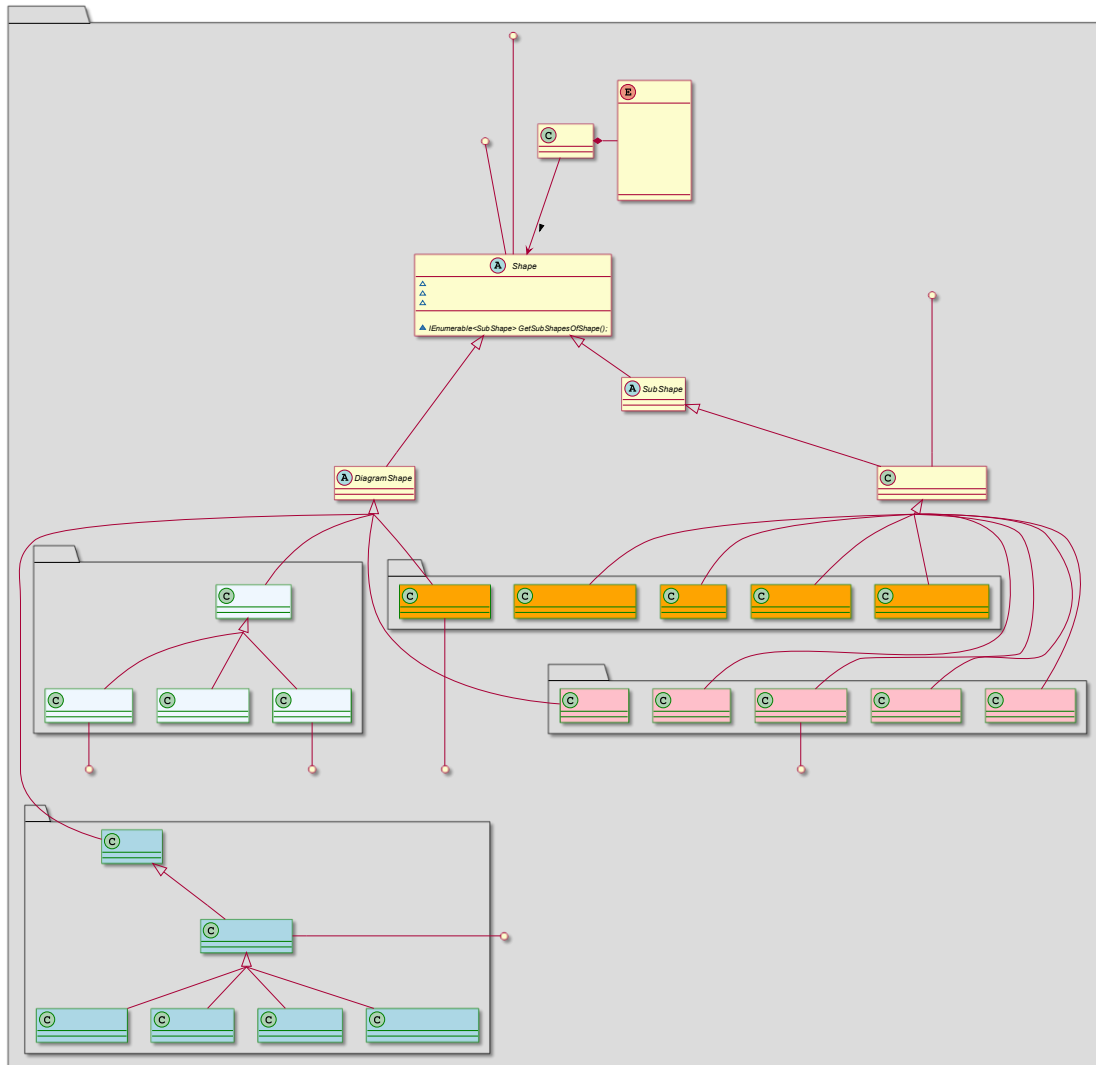 E
C
A Shape
IEnumerable<SubShape> GetSubShapesOfShape();
A SubShape
A DiagramShape
C
C
C C C C C
C C C
C C C C C
C
C
C C C C